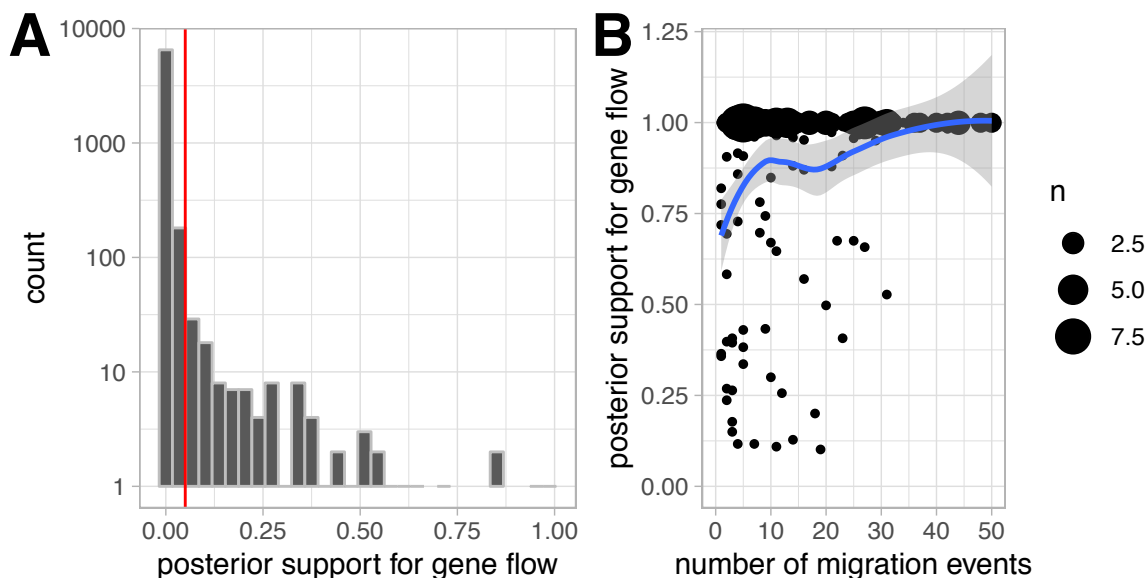 A
count
10000
1000
100
10
1
0.00 0.25 0.50 0.75 1.00
posterior support for gene flow
B
posterior support for gene flow
1.25
1.00
0.75
0.50
0.25
0.00
0 10 20 30 40 50
number of migration events
n
2.5
5.0
7.5